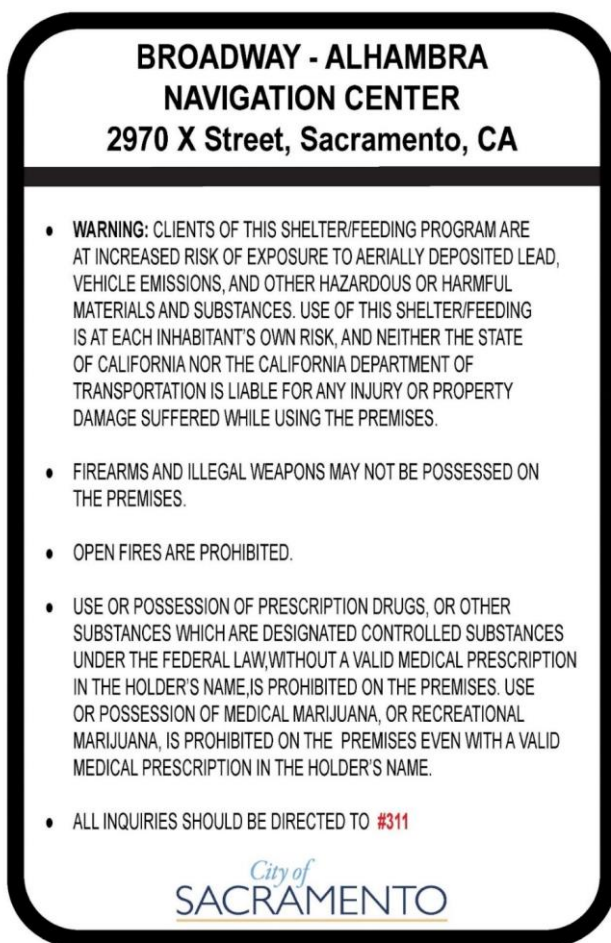 BROADWAY - ALHAMBRA
NAVIGATION CENTER
2970 X Street, Sacramento, CA
• WARNING: CLIENTS OF THIS SHELTER/FEEDING PROGRAM ARE
AT INCREASED RISK OF EXPOSURE TO AERIALLY DEPOSITED LEAD,
VEHICLE EMISSIONS, AND OTHER HAZARDOUS OR HARMFUL
MATERIALS AND SUBSTANCES. USE OF THIS SHELTER/FEEDING
IS AT EACH INHABITANT'S OWN RISK, AND NEITHER THE STATE
OF CALIFORNIA NOR THE CALIFORNIA DEPARTMENT OF
TRANSPORTATION IS LIABLE FOR ANY INJURY OR PROPERTY
DAMAGE SUFFERED WHILE USING THE PREMISES.
• FIREARMS AND ILLEGAL WEAPONS MAY NOT BE POSSESSED ON
THE PREMISES.
• OPEN FIRES ARE PROHIBITED.
• USE OR POSSESSION OF PRESCRIPTION DRUGS, OR OTHER
SUBSTANCES WHICH ARE DESIGNATED CONTROLLED SUBSTANCES
UNDER THE FEDERAL LAW,WITHOUT A VALID MEDICAL PRESCRIPTION
IN THE HOLDER'S NAME,IS PROHIBITED ON THE PREMISES. USE
OR POSSESSION OF MEDICAL MARIJUANA, OR RECREATIONAL
MARIJUANA, IS PROHIBITED ON THE PREMISES EVEN WITH A VALID
MEDICAL PRESCRIPTION IN THE HOLDER'S NAME.
• ALL INQUIRIES SHOULD BE DIRECTED TO #311
City of
SACRAMENTO